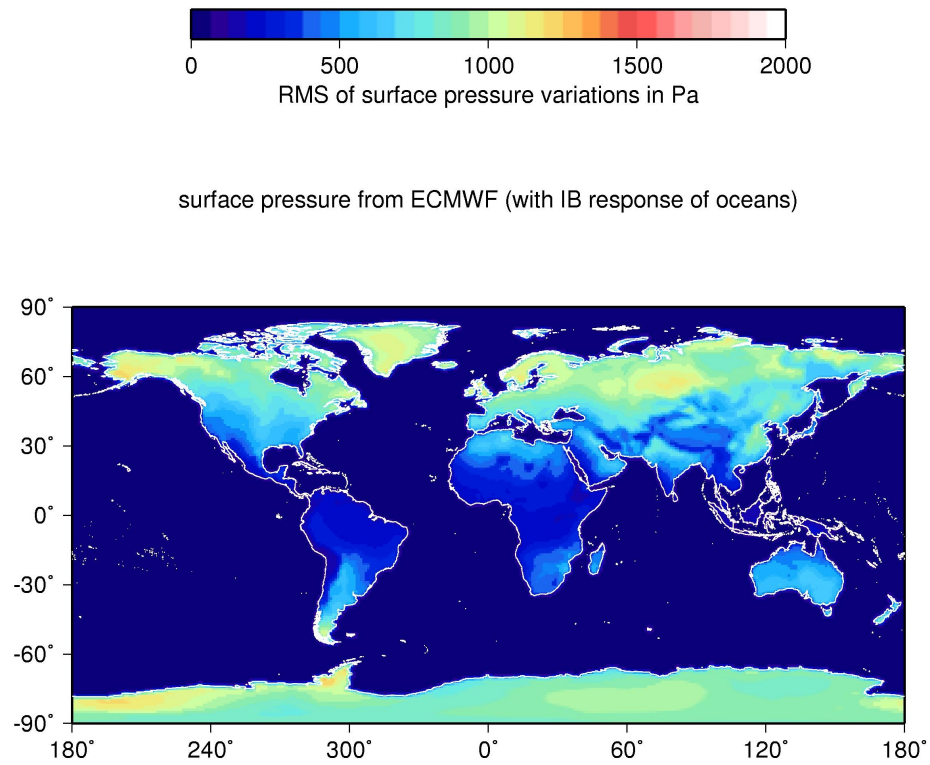 0 500 1000 1500 2000
RMS of surface pressure variations in Pa
surface pressure from ECMWF (with IB response of oceans)
90°
60°
30°
0°
-30°
-60°
-90°
180° 240° 300° 0° 60° 120° 180°